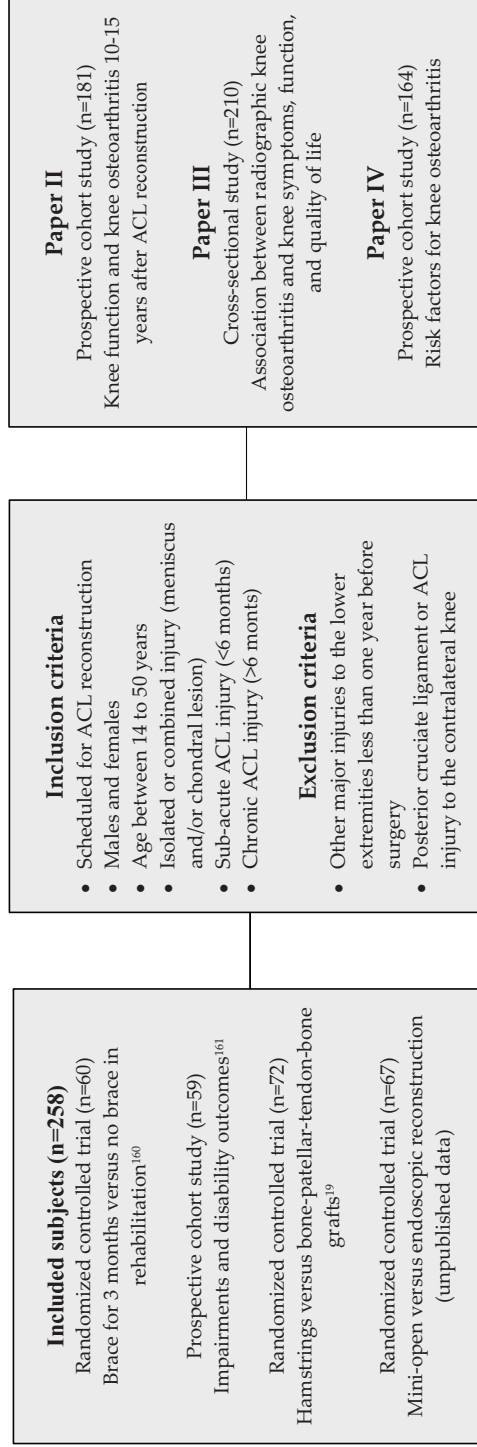 Included subjects (n=258)
Randomized controlled trial (n=60)
Brace for 3 months versus no brace in
rehabilitation160
Prospective cohort study (n=59)
Impairments and disability outcomes161
Randomized controlled trial (n=72)
Hamstrings versus bone-patellar-tendon-bone
grafts19
Randomized controlled trial (n=67)
Mini-open versus endoscopic reconstruction
(unpublished data)
Inclusion criteria
• Scheduled for ACL reconstruction
• Males and females
• Age between 14 to 50 years
• Isolated or combined injury (meniscus
and/or chondral lesion)
• Sub-acute ACL injury (<6 months)
• Chronic ACL injury (>6 monts)
Exclusion criteria
• Other major injuries to the lower
extremities less than one year before
surgery
• Posterior cruciate ligament or ACL
injury to the contralateral knee
Paper II
Prospective cohort study (n=181)
Knee function and knee osteoarthritis 10-15
years after ACL reconstruction
Paper III
Cross-sectional study (n=210)
Association between radiographic knee
osteoarthritis and knee symptoms, function,
and quality of life
Paper IV
Prospective cohort study (n=164)
Risk factors for knee osteoarthritis